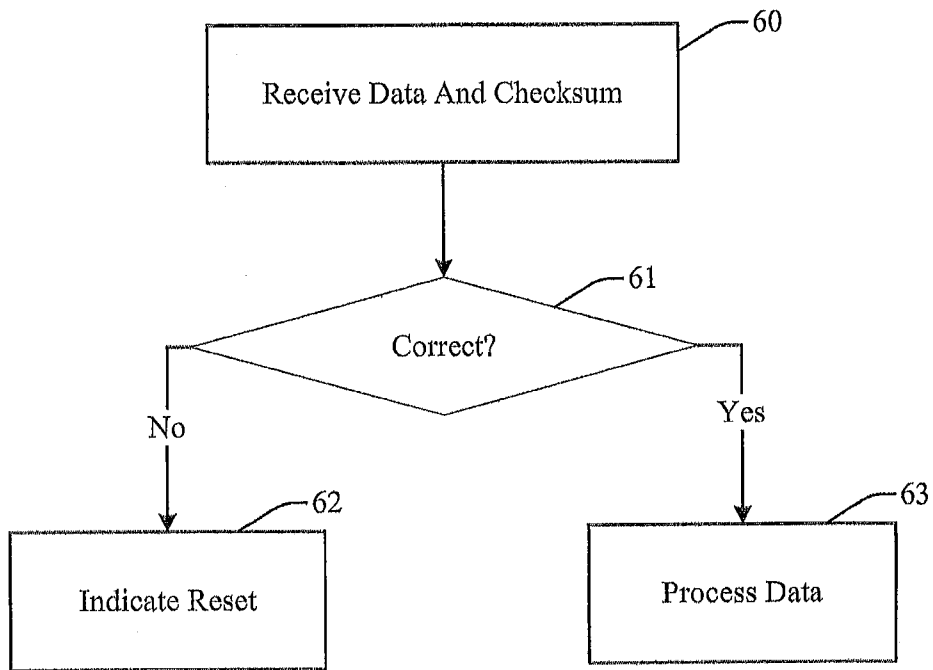 60
Receive Data And Checksum
61
Correct?
No
Yes
62
63
Indicate Reset
Process Data